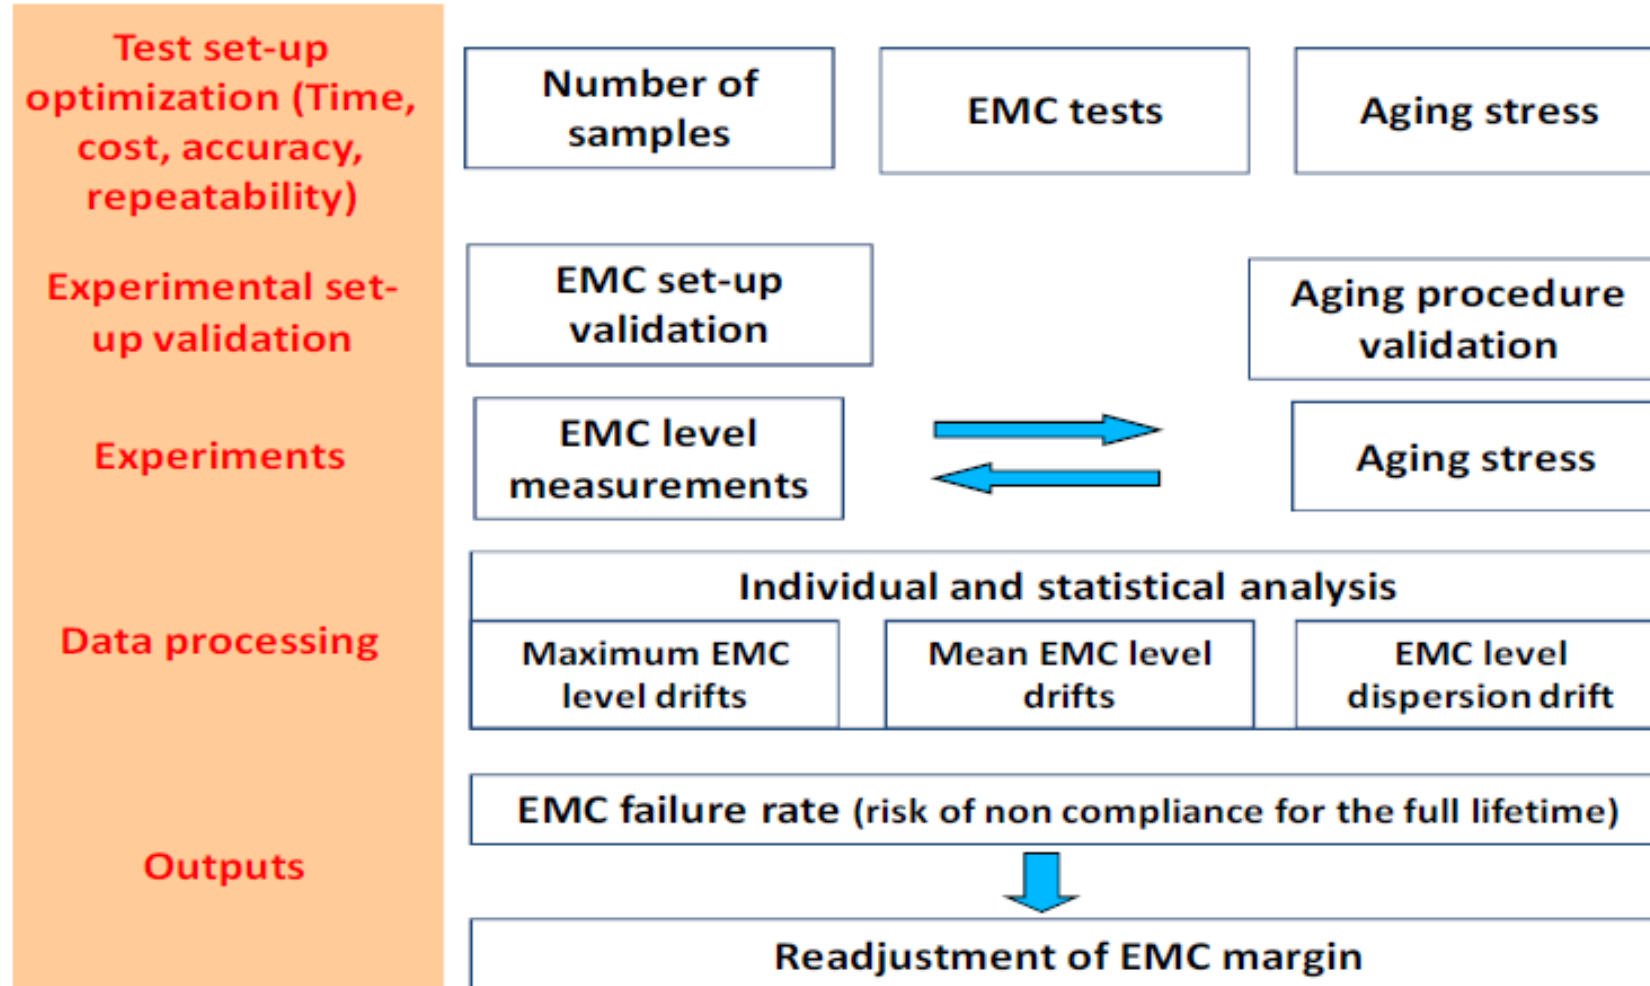 Test set-up
optimization (Time,
cost, accuracy,
repeatability)
Number of
samples
EMC tests
Aging stress
Experimental set-
up validation
EMC set-up
validation
Aging procedure
validation
Experiments
EMC level
measurements
Aging stress
Data processing
Individual and statistical analysis
Maximum EMC
level drifts
Mean EMC level
drifts
EMC level
dispersion drift
Outputs
EMC failure rate (risk of non compliance for the full lifetime)
Readjustment of EMC margin